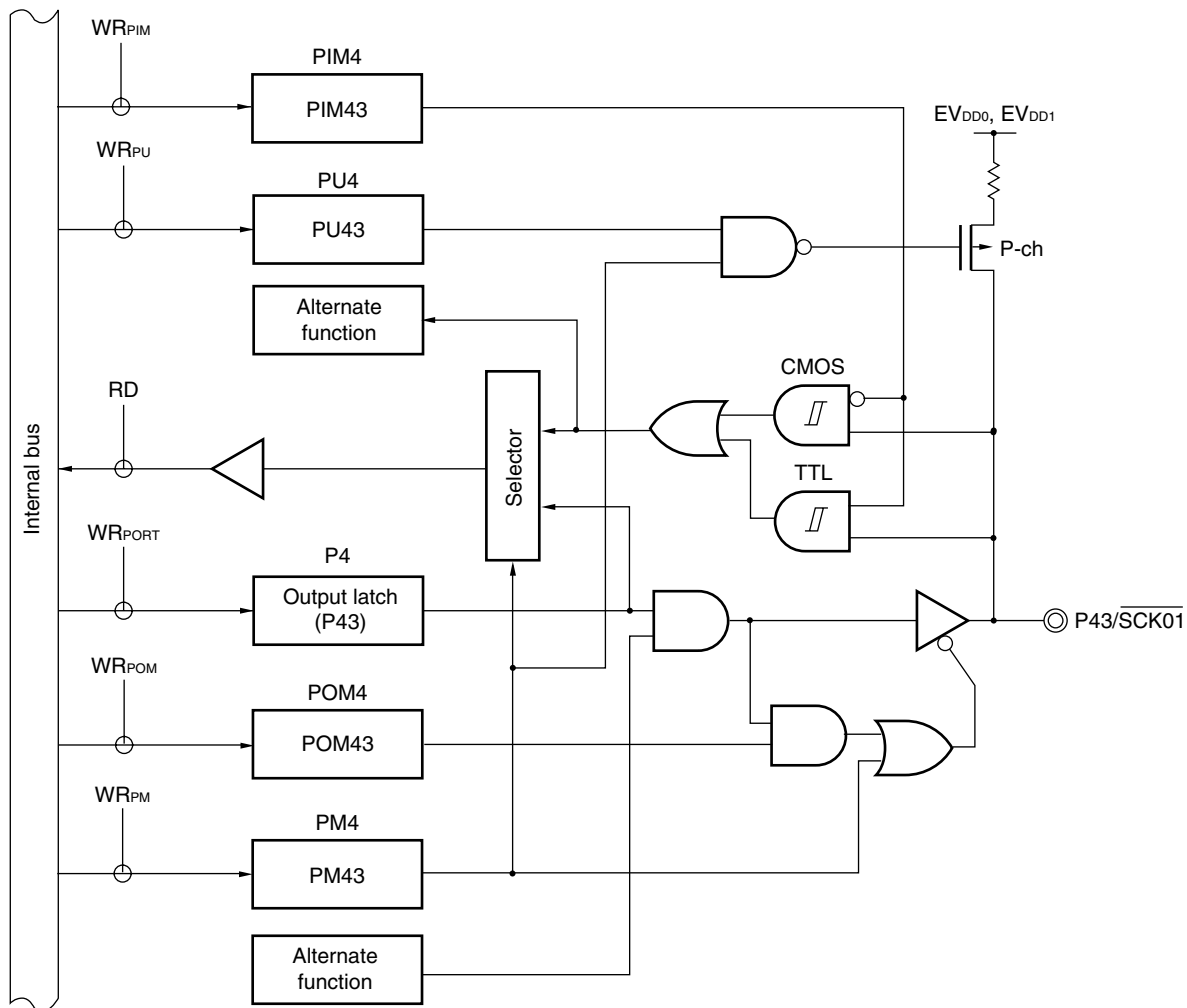 WRPIM
PIM4
PIM43
EVDD0, EVDD1
WRPU
PU4
PU43
P-ch
Alternate
function
CMOS
RD
Selector
TTL
Internal bus
WRPORT
P4
Output latch
(P43)
P43/SCK01
WRPOM
POM4
POM43
WRPM
PM4
PM43
Alternate
function